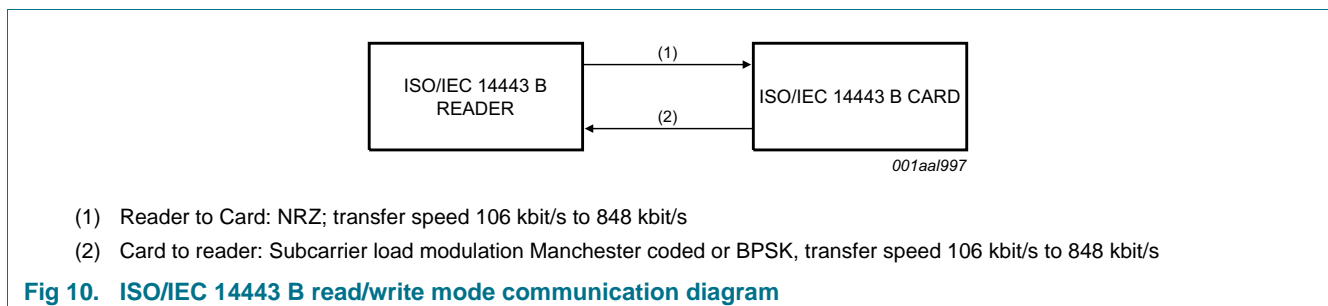 (1)
ISO/IEC 14443 B
READER
ISO/IEC 14443 B CARD
(2)
001aal997
(1) Reader to Card: NRZ; transfer speed 106 kbit/s to 848 kbit/s
(2) Card to reader: Subcarrier load modulation Manchester coded or BPSK, transfer speed 106 kbit/s to 848 kbit/s
Fig 10. ISO/IEC 14443 B read/write mode communication diagram